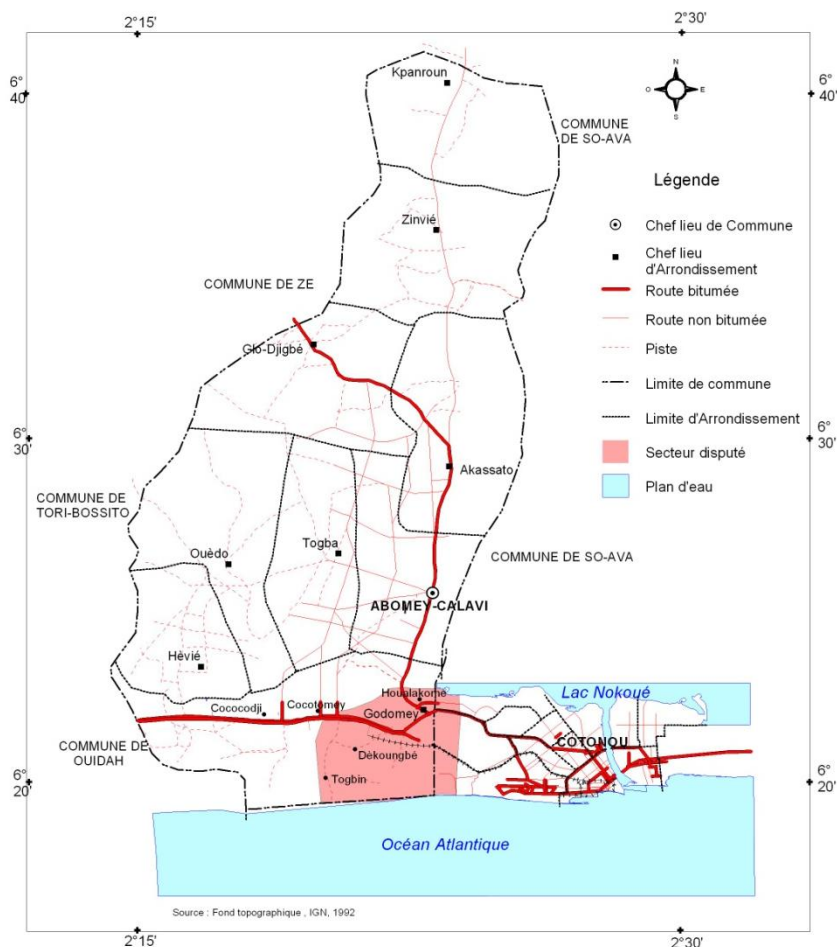 2°15'
2°30'
6°
40'
6°
40'
Kpanroun
N
O
E
S
COMMUNE
DE SO-AVA
Légende
Zinvié
Chef lieu de Commune
Chef lieu
d'Arrondissement
COMMUNE DE ZE
Route bitumée
Route non bitumée
Glo-Djigbé
Piste
Limite de commune
Limite d'Arrondissement
6°
30'
6°
30'
Secteur disputé
Akassato
Plan d'eau
COMMUNE DE
TORI-BOSSITO
Togba
Ouèdo
COMMUNE DE SO-AVA
ABOMEY-CALAVI
Hèvié
Houalakomè
Lac Nokoué
Cococodji
Cocotomey
Godomey
COTONOU
COMMUNE DE
OUIDAH
Dèkoungbé
Togbin
6°
20'
6°
20'
Océan Atlantique
Source : Fond topographique , IGN, 1992
2°15'
2°30'